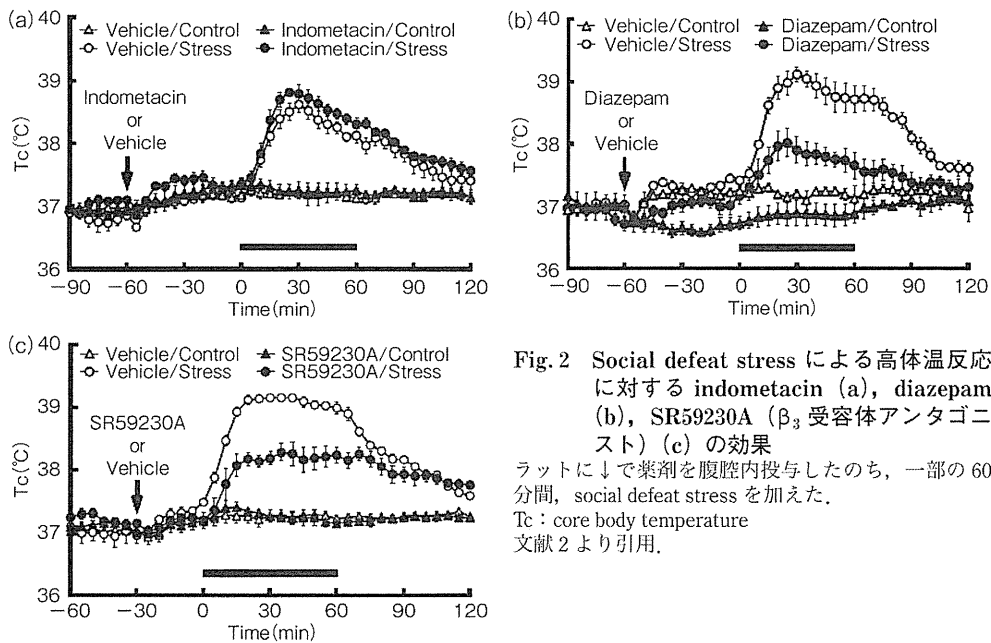 (a)
40
39
38
37
36
Tc(℃)
Vehicle/Control
Indometacin/Control
Vehicle/Stress
Indometacin/Stress
Indometacin
or
Vehicle
−90 −60 −30 0 30 60 90 120
Time(min)
(b)
40
39
38
37
36
Tc(℃)
Vehicle/Control
Diazepam/Control
Vehicle/Stress
Diazepam/Stress
Diazepam
or
Vehicle
−90 −60 −30 0 30 60 90 120
Time(min)
(c)
40
39
38
37
36
Tc(℃)
Vehicle/Control
SR59230A/Control
Vehicle/Stress
SR59230A/Stress
SR59230A
or
Vehicle
−60 −30 0 30 60 90 120
Time(min)
Fig. 2 Social defeat stress による高体温反応
に対する indometacin (a), diazepam
(b), SR59230A (β₃ 受容体アンタゴニ
スト) (c) の効果
ラットに↓で薬剤を腹腔内投与したのち，一部の 60
分間，social defeat stress を加えた．
Tc：core body temperature
文献 2 より引用．